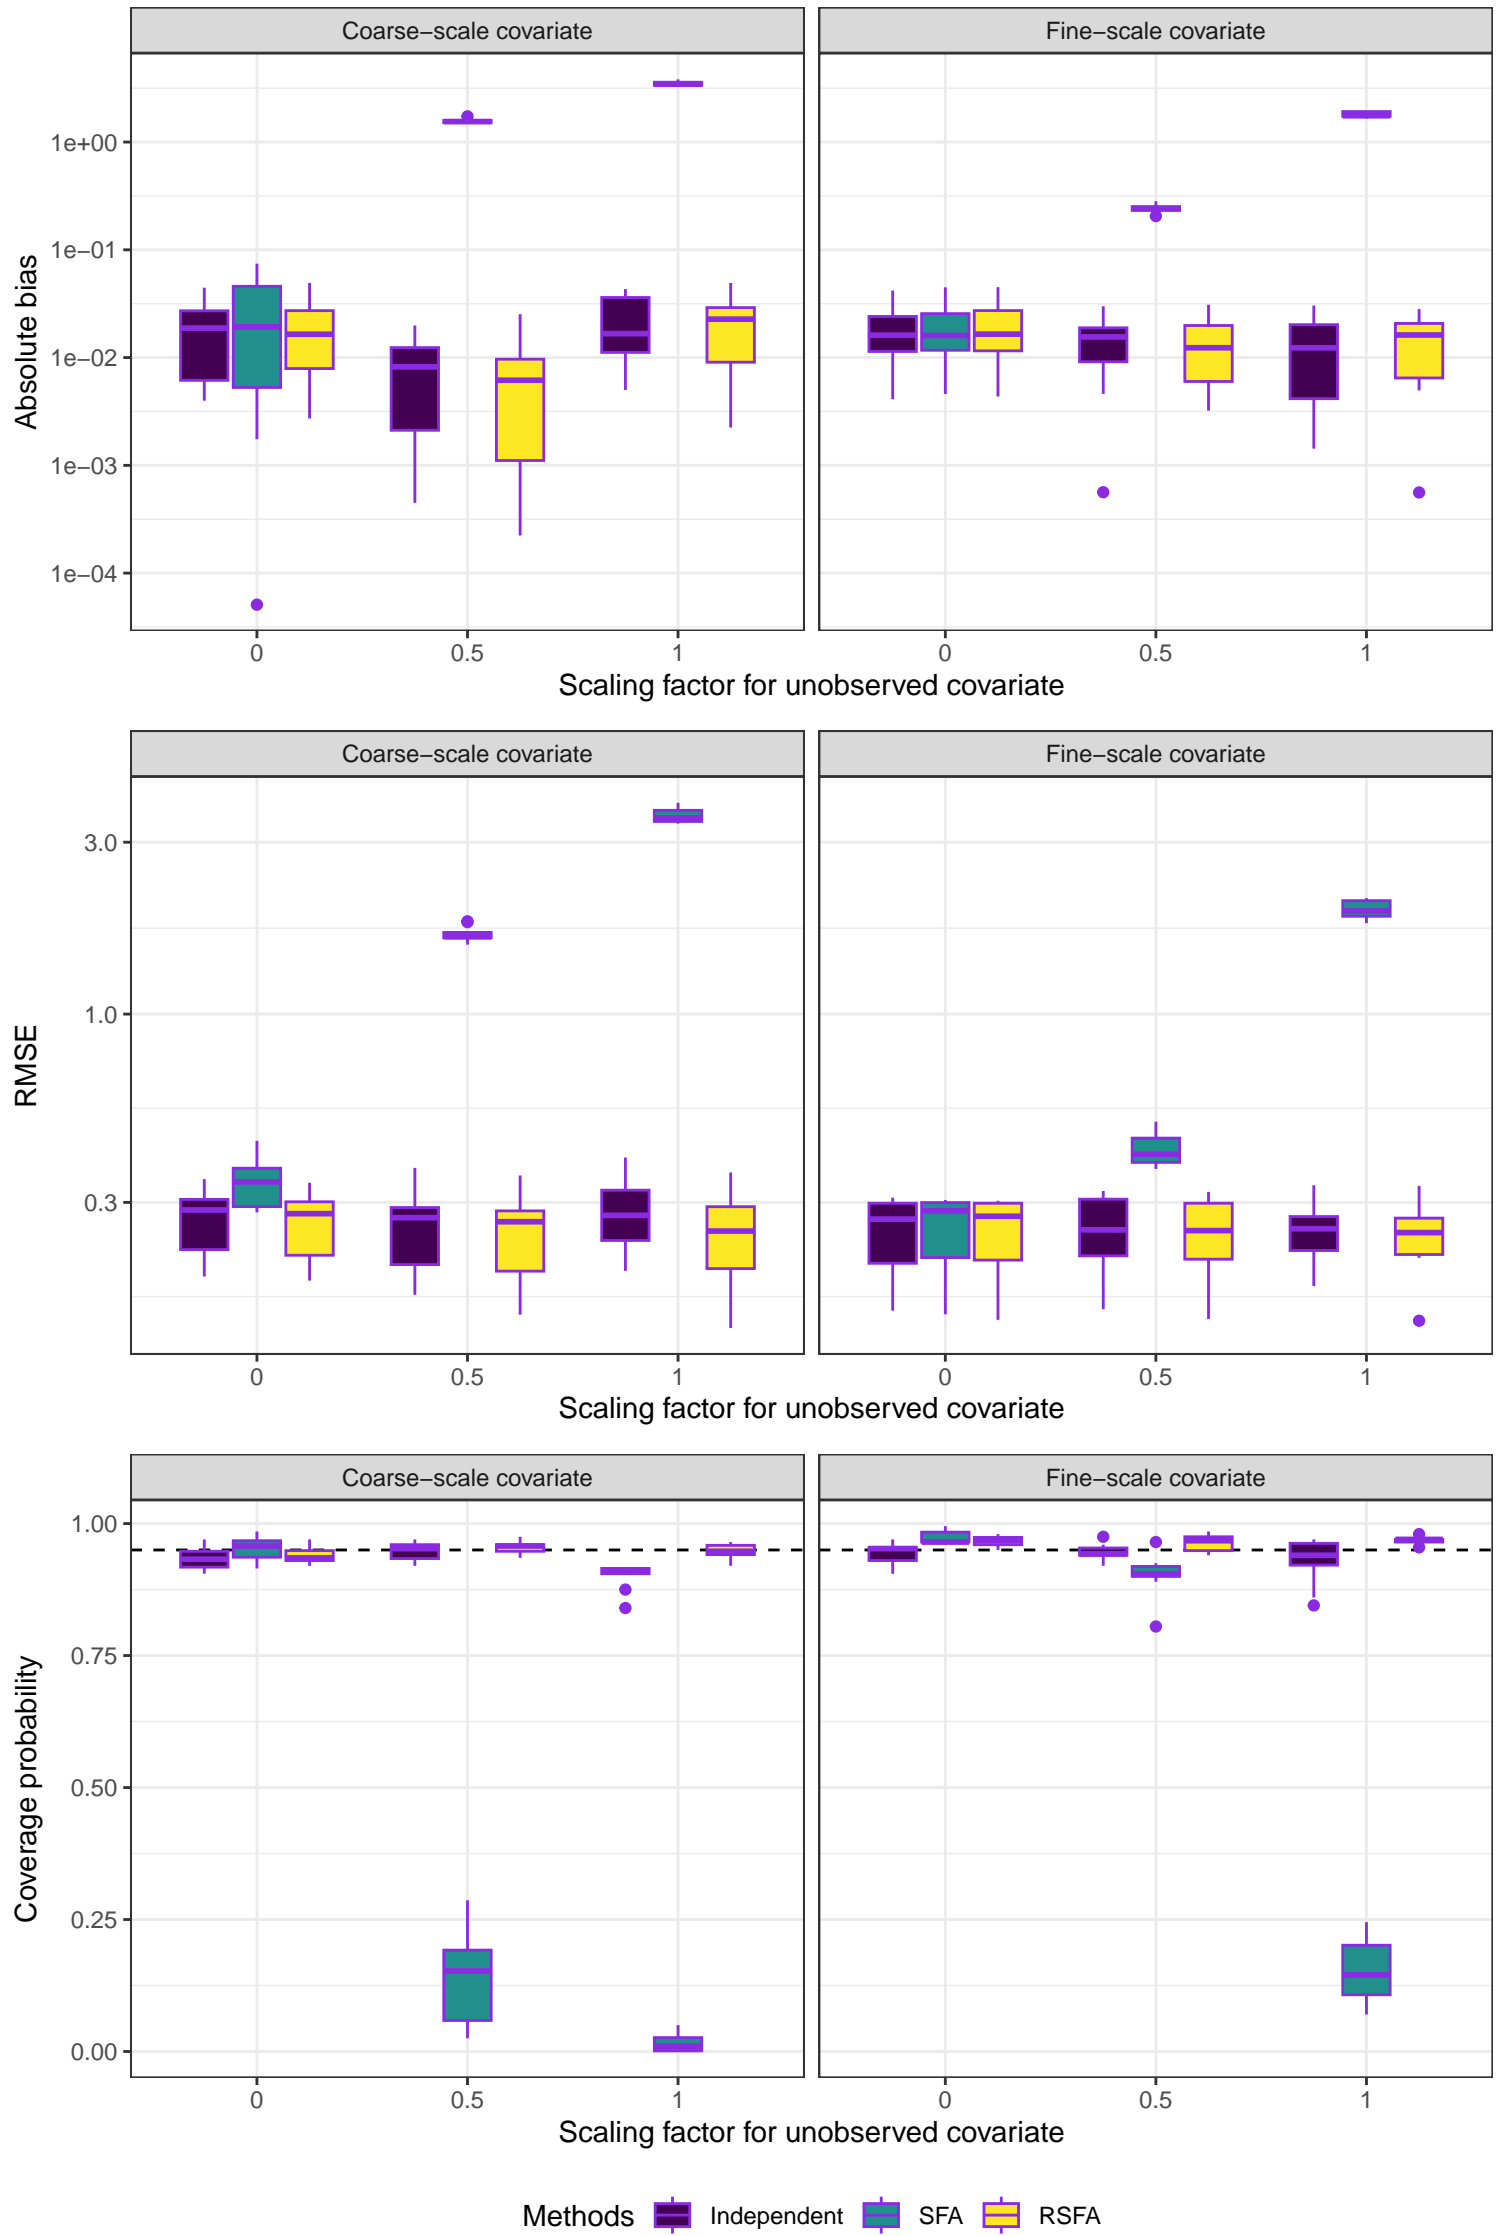 Coarse−scale covariate
Fine−scale covariate
Absolute bias
1e+00
1e−01
1e−02
1e−03
1e−04
0 0.5 1
0 0.5 1
Scaling factor for unobserved covariate
Coarse−scale covariate
Fine−scale covariate
RMSE
3.0
1.0
0.3
0 0.5 1
0 0.5 1
Scaling factor for unobserved covariate
Coarse−scale covariate
Fine−scale covariate
Coverage probability
1.00
0.75
0.50
0.25
0.00
0 0.5 1
0 0.5 1
Scaling factor for unobserved covariate
Methods Independent SFA RSFA